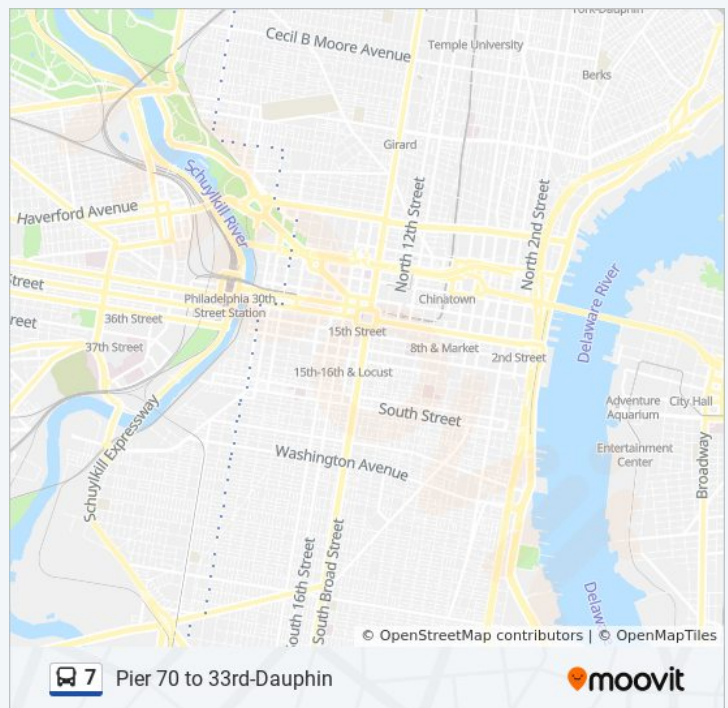 York-Dauphin
Cecil B Moore Avenue
Temple University
Berks
Girard
Schuylkill River
Haverford Avenue
North 12th Street
North 2nd Street
Street
Philadelphia 30th
Street Station
Chinatown
Delaware River
reet
36th Street
15th Street
37th Street
8th & Market
2nd Street
15th-16th & Locust
Adventure
Aquarium
City Hall
South Street
Broadway
Entertainment
Center
Washington Avenue
Schuylkill Expressway
South 16th Street
South Broad Street
Delaw
© OpenStreetMap contributors | © OpenMapTiles
7 Pier 70 to 33rd-Dauphin
moovit